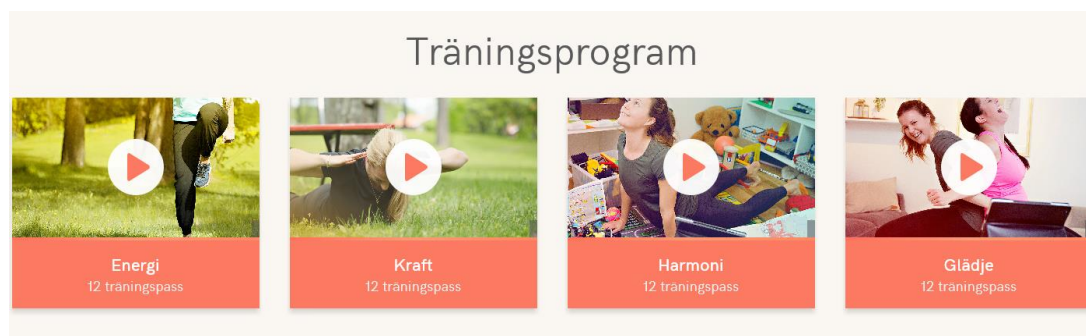 Träningsprogram
Energi
12 träningspass
Kraft
12 träningspass
Harmoni
12 träningspass
Glädje
12 träningspass